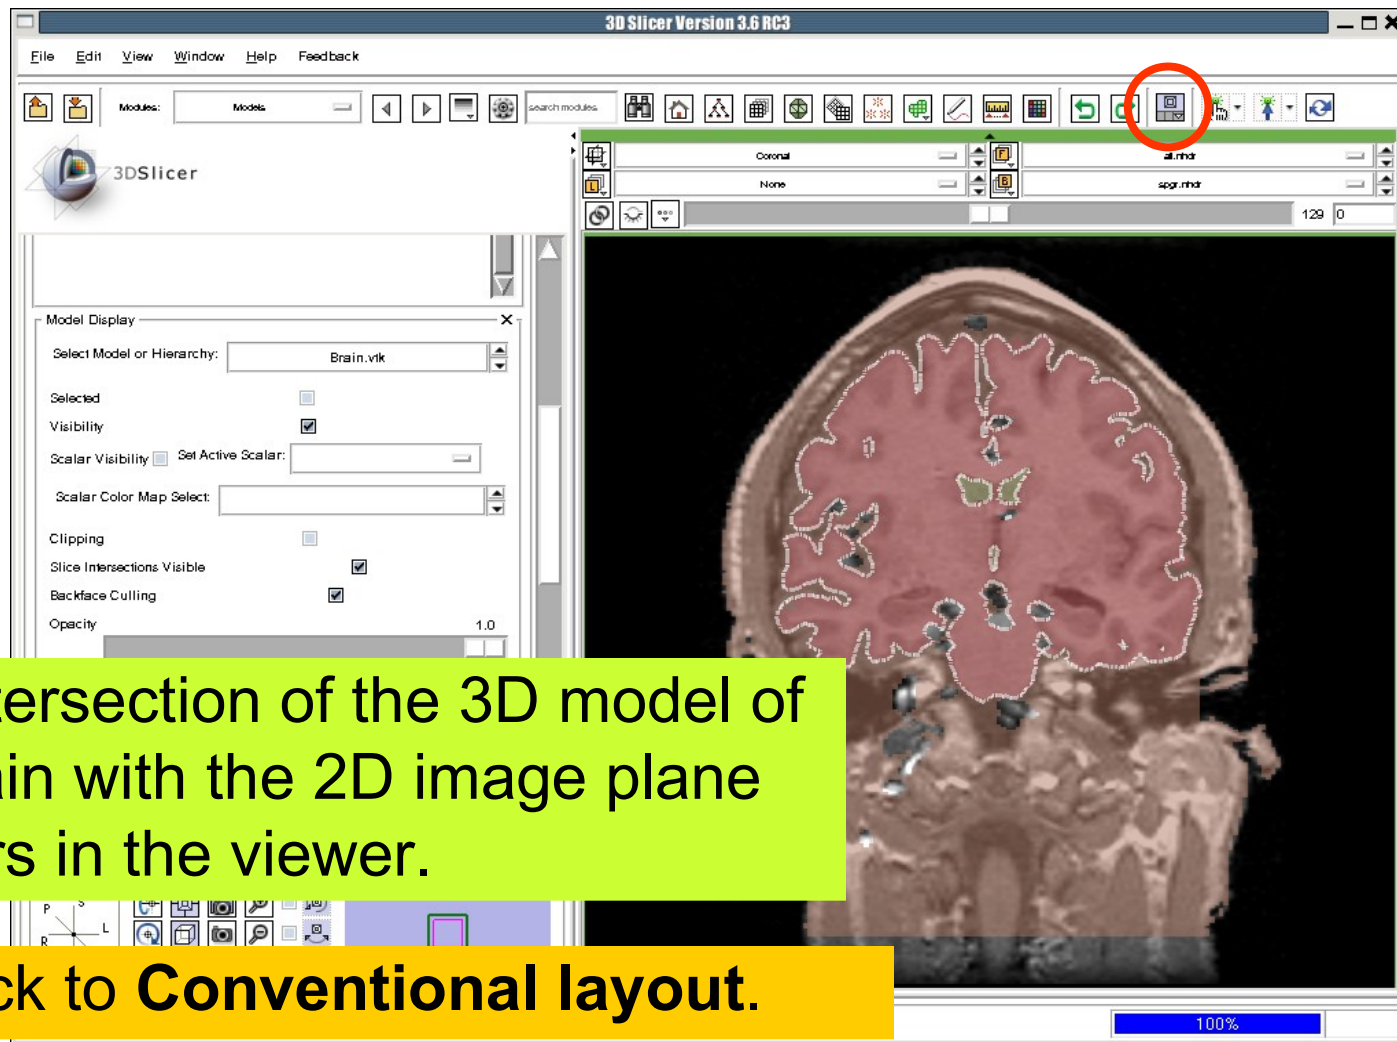 3D Slicer Version 3.6 RC3
File Edit View Window Help Feedback
Modules: Models search modules
3DSlicer
Coronal all.nhdr
None spgr.nhdr
L F B
129 0
Model Display X
Select Model or Hierarchy: Brain.vtk
Selected
Visibility
Scalar Visibility Set Active Scalar:
Scalar Color Map Select:
Clipping
Slice Intersections Visible
Backface Culling
Opacity 1.0
tersection of the 3D model of
in with the 2D image plane
rs in the viewer.
P S L R
ck to Conventional layout.
100%